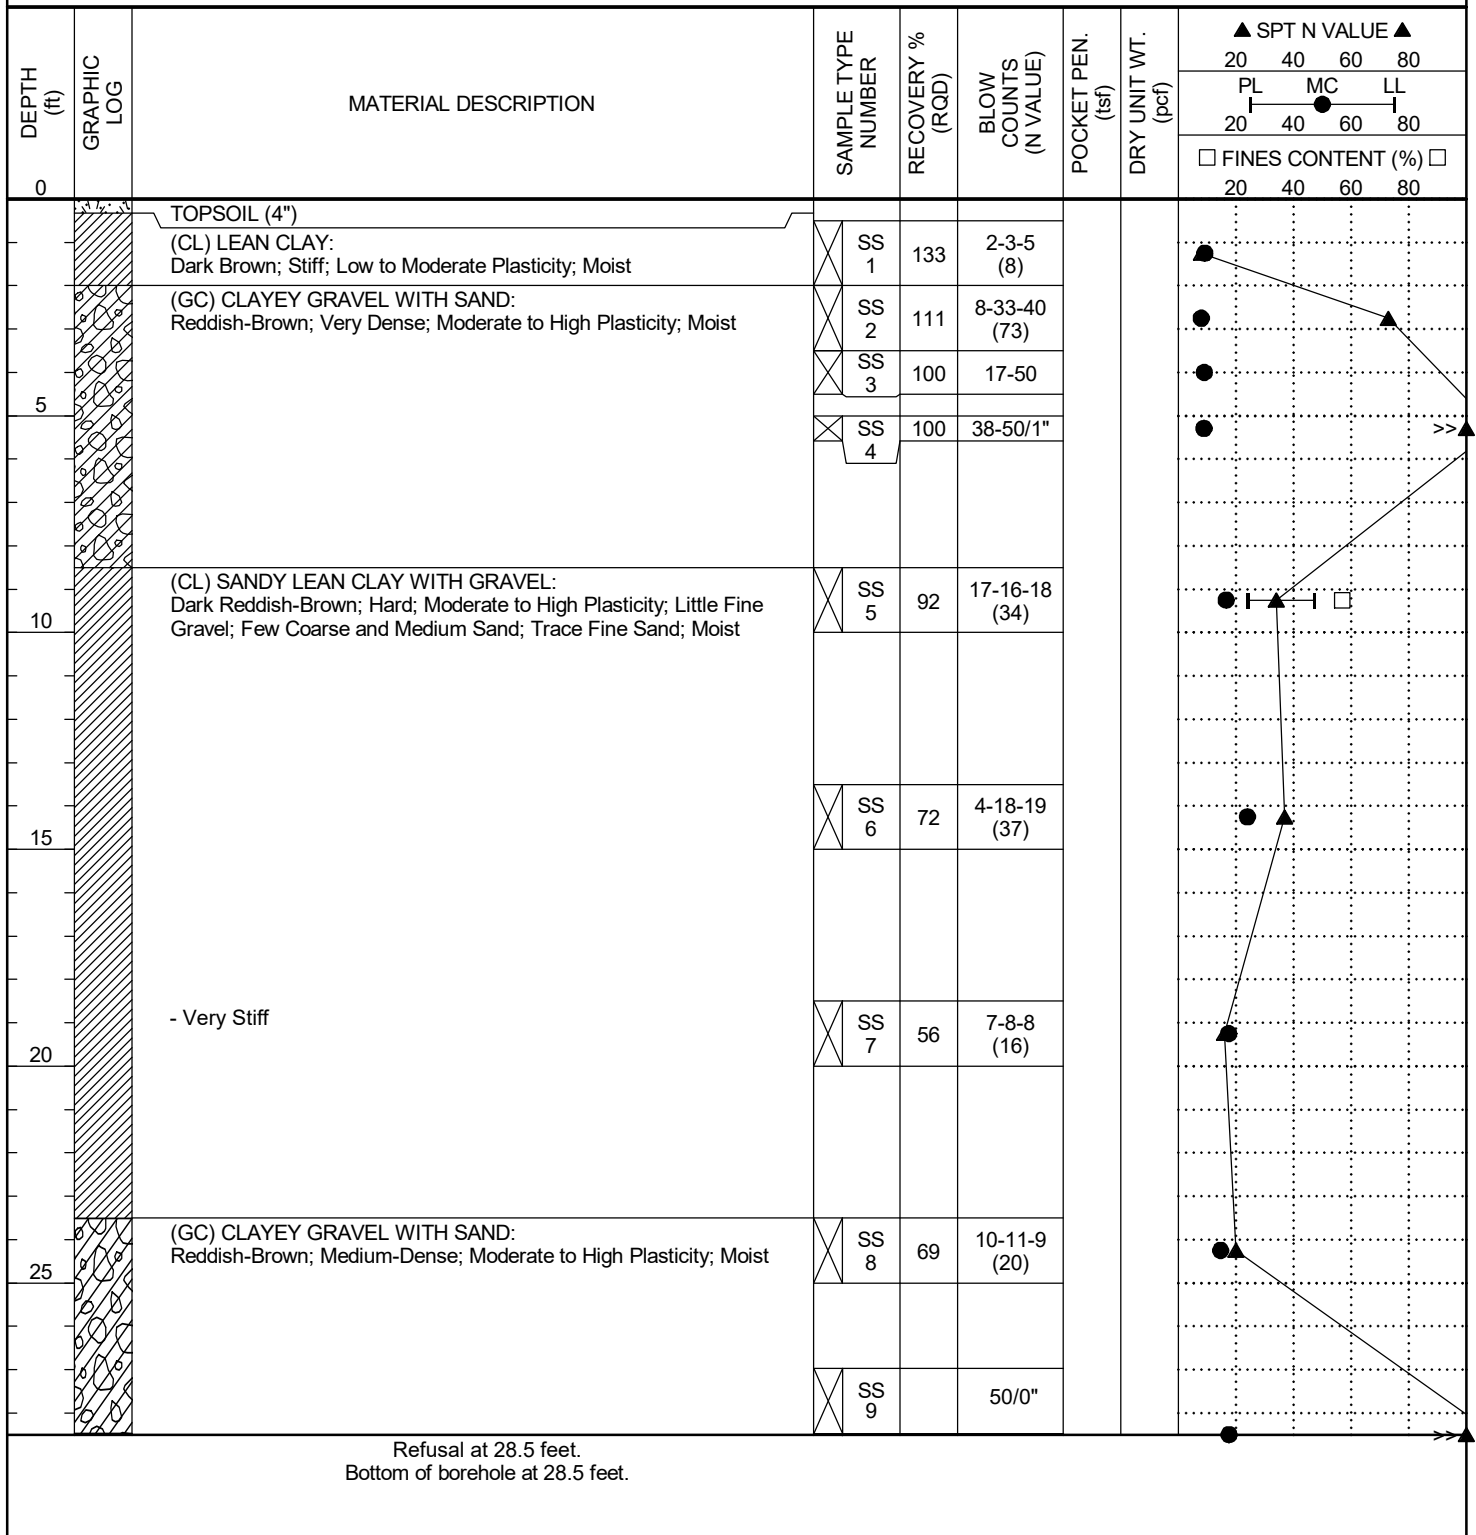 DEPTH
(ft)
GRAPHIC
LOG
MATERIAL DESCRIPTION
SAMPLE TYPE
NUMBER
RECOVERY %
(RQD)
BLOW
COUNTS
(N VALUE)
POCKET PEN.
(tsf)
DRY UNIT WT.
(pcf)
▲ SPT N VALUE ▲
20 40 60 80
PL MC LL
20 40 60 80
□ FINES CONTENT (%) □
20 40 60 80
0
TOPSOIL (4")
(CL) LEAN CLAY:
Dark Brown; Stiff; Low to Moderate Plasticity; Moist
SS
1
133
2-3-5
(8)
(GC) CLAYEY GRAVEL WITH SAND:
Reddish-Brown; Very Dense; Moderate to High Plasticity; Moist
SS
2
111
8-33-40
(73)
SS
3
100
17-50
5
SS
4
100
38-50/1"
>>
(CL) SANDY LEAN CLAY WITH GRAVEL:
Dark Reddish-Brown; Hard; Moderate to High Plasticity; Little Fine
Gravel; Few Coarse and Medium Sand; Trace Fine Sand; Moist
SS
5
92
17-16-18
(34)
10
SS
6
72
4-18-19
(37)
15
- Very Stiff
SS
7
56
7-8-8
(16)
20
(GC) CLAYEY GRAVEL WITH SAND:
Reddish-Brown; Medium-Dense; Moderate to High Plasticity; Moist
SS
8
69
10-11-9
(20)
25
SS
9
50/0"
>>
Refusal at 28.5 feet.
Bottom of borehole at 28.5 feet.